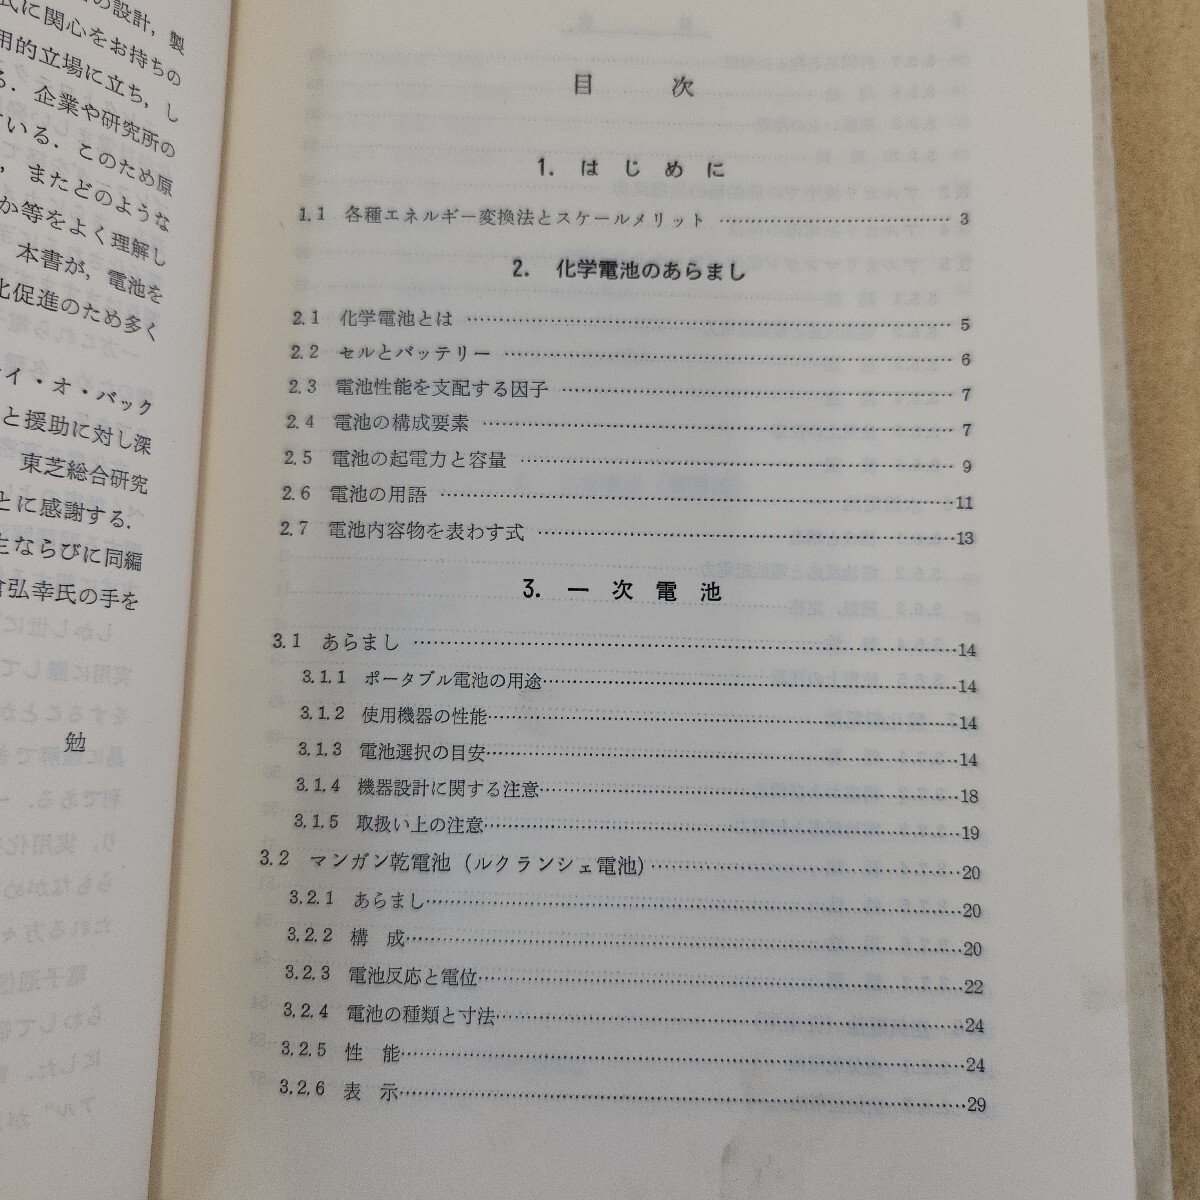 の設計，製
式に関心をお持ちの
用的立場に立ち，し
る．企業や研究所の
ている．このため原
，またどのような
か等をよく理解し
本書が，電池を
化促進のため多く
イ・オ・バック
と援助に対し深
東芝総合研究
とに感謝する．
生ならびに同編
弘幸氏の手を
勉
目 次
1. は じ め に
1.1 各種エネルギー変換法とスケールメリット …… 3
2. 化学電池のあらまし
2.1 化学電池とは …… 5
2.2 セルとバッテリー …… 6
2.3 電池性能を支配する因子 …… 7
2.4 電池の構成要素 …… 7
2.5 電池の起電力と容量 …… 9
2.6 電池の用語 …… 11
2.7 電池内容物を表わす式 …… 13
3. 一 次 電 池
3.1 あらまし …… 14
3.1.1 ポータブル電池の用途 …… 14
3.1.2 使用機器の性能 …… 14
3.1.3 電池選択の目安 …… 14
3.1.4 機器設計に関する注意 …… 18
3.1.5 取扱い上の注意 …… 19
3.2 マンガン乾電池（ルクランシェ電池） …… 20
3.2.1 あらまし …… 20
3.2.2 構 成 …… 20
3.2.3 電池反応と電位 …… 22
3.2.4 電池の種類と寸法 …… 24
3.2.5 性 能 …… 24
3.2.6 表 示 …… 29